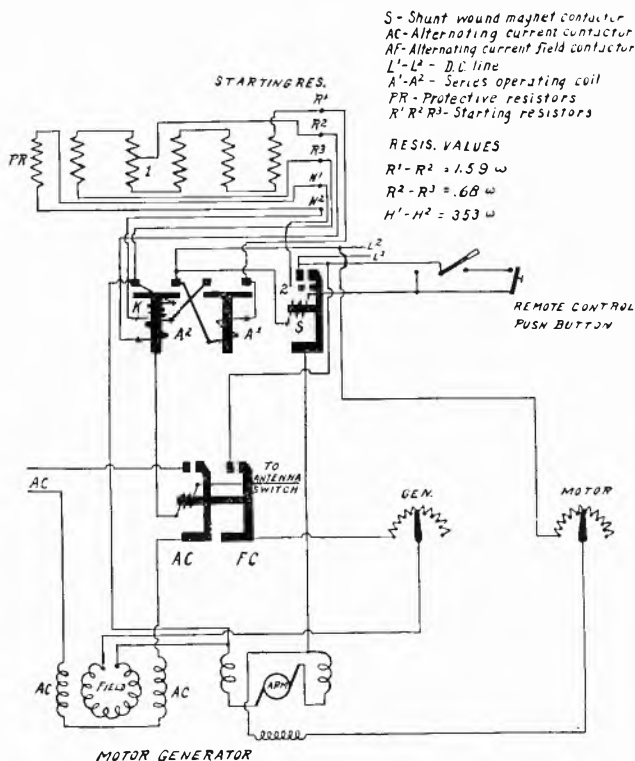 S - Shunt wound magnet contactor
AC - Alternating current contactor
AF - Alternating current field contactor
L¹-L² - D.C. line
A¹-A² - Series operating coil
PR - Protective resistors
R¹ R² R³ - Starting resistors
RESIS. VALUES
R¹-R² = 1.59 ω
R²-R³ = .68 ω
H¹-H² = 353 ω
STARTING RES.
R¹
R²
R3
H¹
H²
PR
1
L²
L¹
2
K
A²
A¹
S
REMOTE CONTROL
PUSH BUTTON
AC
TO
ANTENNA
SWITCH
GEN.
MOTOR
AC
FC
AC
FIELD
AC
ARM
MOTOR GENERATOR